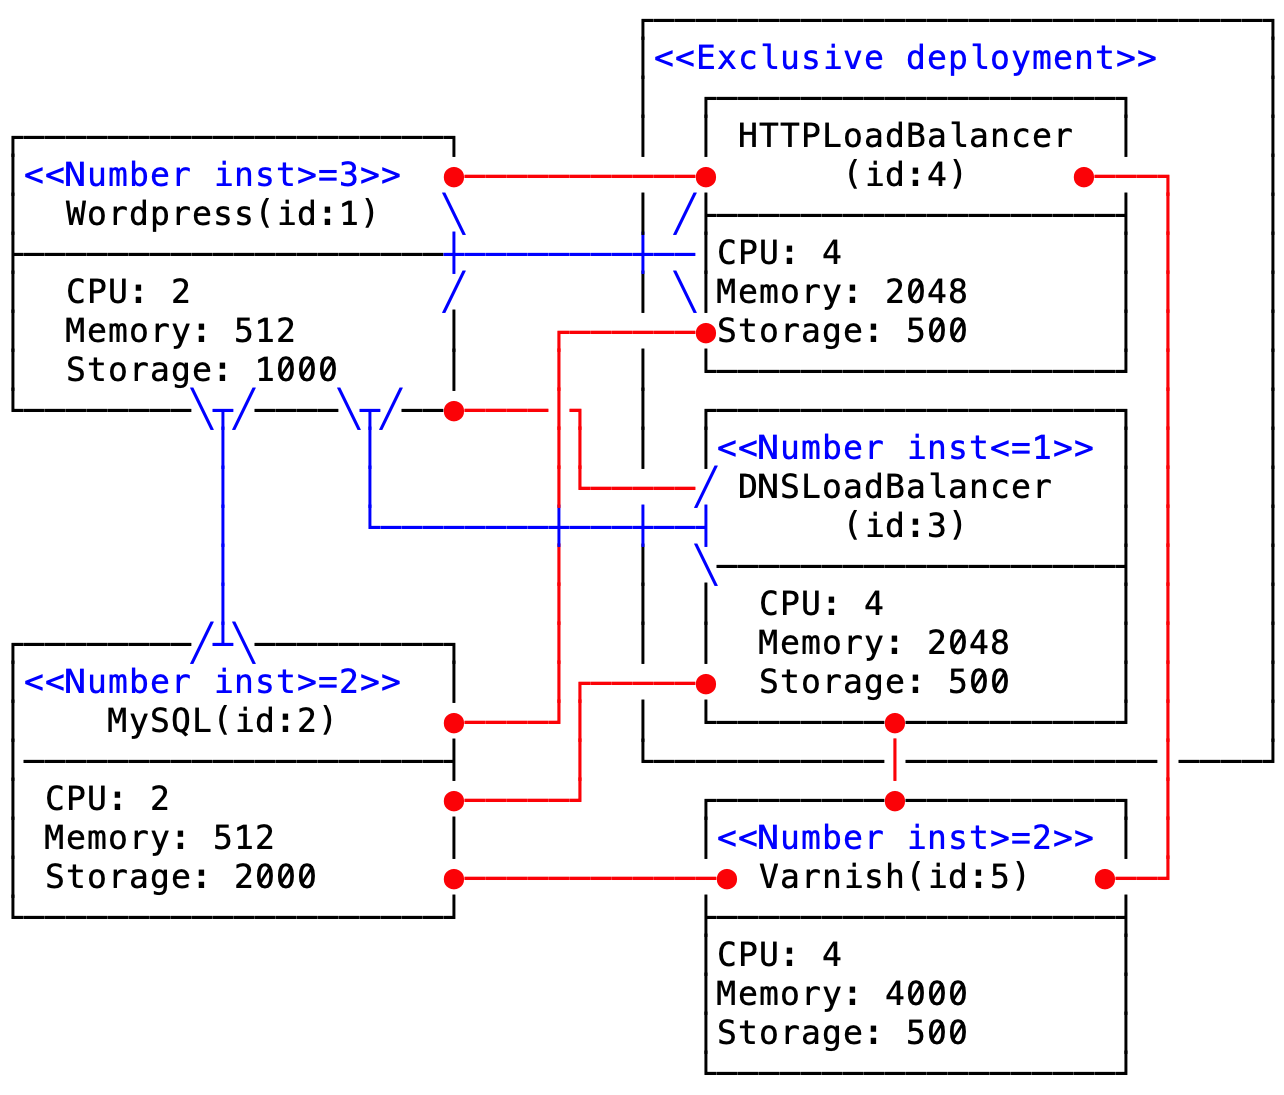 <<Exclusive deployment>>
HTTPLoadBalancer
(id:4)
CPU: 4
Memory: 2048
Storage: 500
<<Number inst>=3>>
Wordpress(id:1)
CPU: 2
Memory: 512
Storage: 1000
<<Number inst<=1>>
DNSLoadBalancer
(id:3)
CPU: 4
Memory: 2048
Storage: 500
<<Number inst>=2>>
MySQL(id:2)
CPU: 2
Memory: 512
Storage: 2000
<<Number inst>=2>>
Varnish(id:5)
CPU: 4
Memory: 4000
Storage: 500